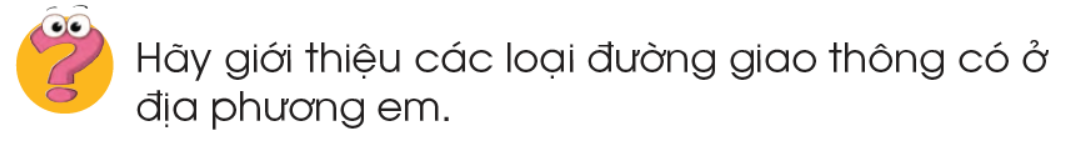 Hãy giới thiệu các loại đường giao thông có ở
địa phương em.